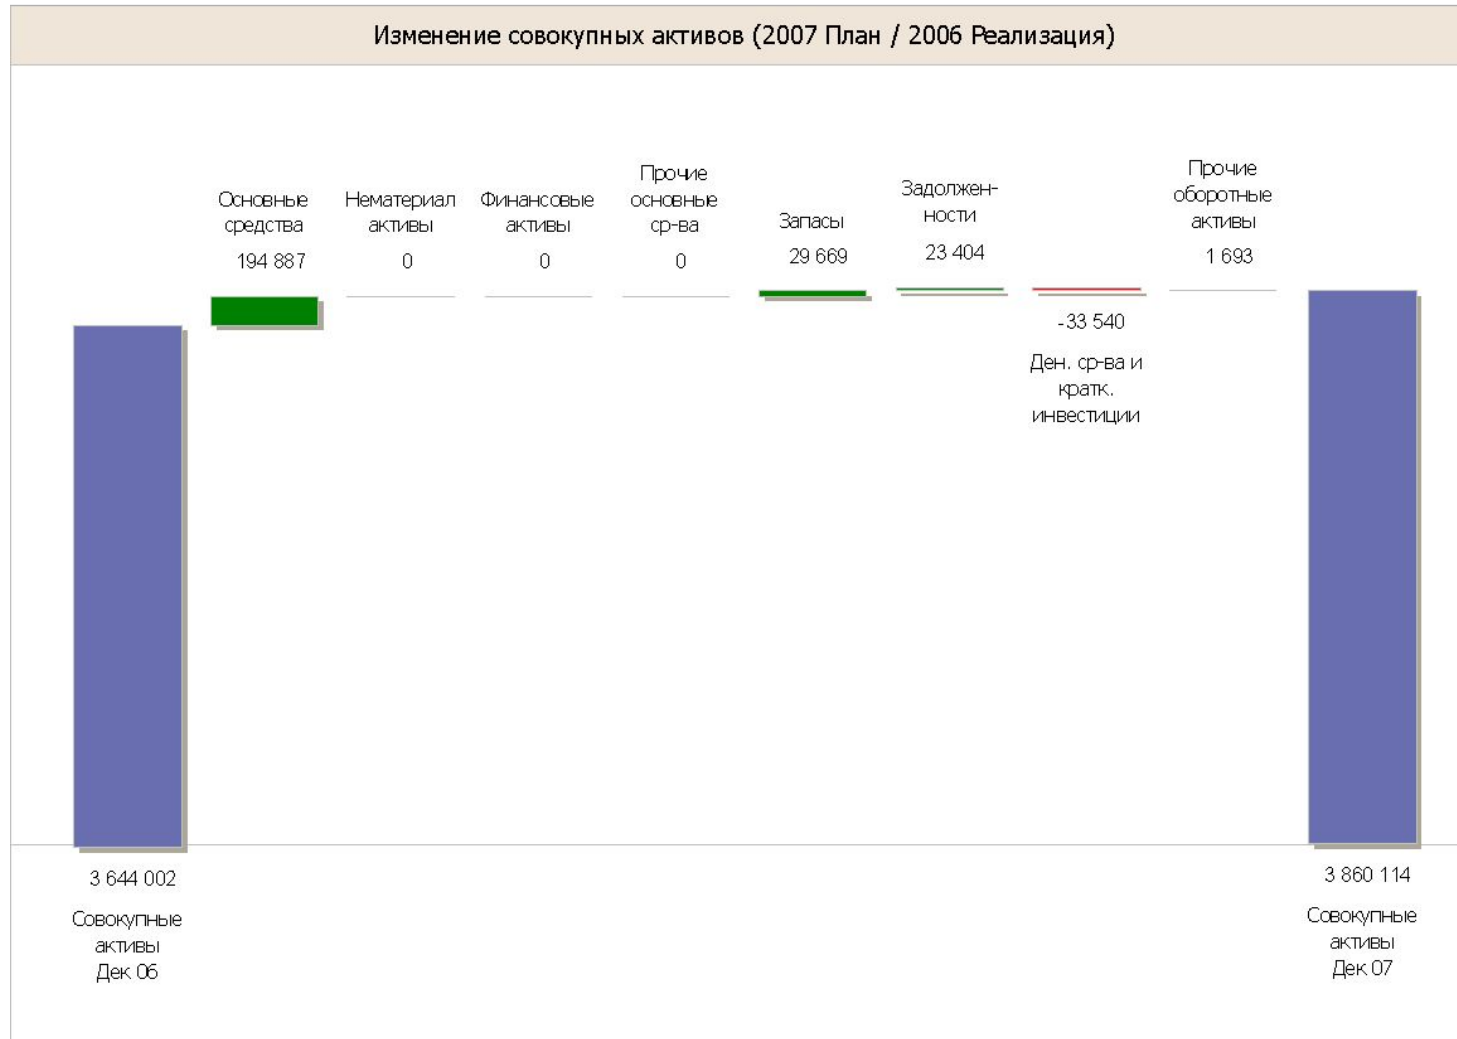 Изменение совокупных активов (2007 План / 2006 Реализация)
Основные
средства
194 887
Нематериал
активы
0
Финансовые
активы
0
Прочие
основные
ср-ва
0
Запасы
29 669
Задолжен-
ности
23 404
-33 540
Ден. ср-ва и
кратк.
инвестиции
Прочие
оборотные
активы
1 693
3 644 002
Совокупные
активы
Дек 06
3 860 114
Совокупные
активы
Дек 07